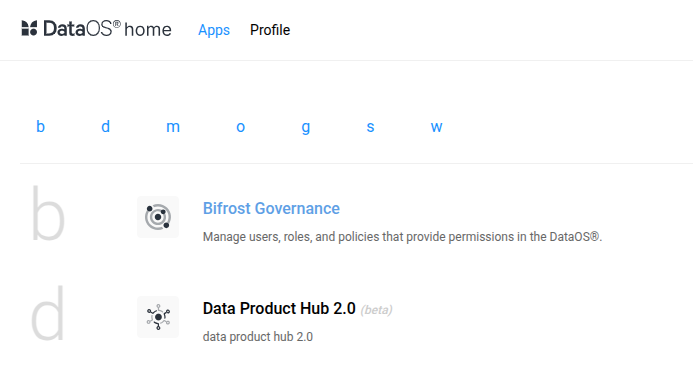 DataOS® home Apps Profile
b d m o g s w
b
Bifrost Governance
Manage users, roles, and policies that provide permissions in the DataOS®.
d
Data Product Hub 2.0 (beta)
data product hub 2.0